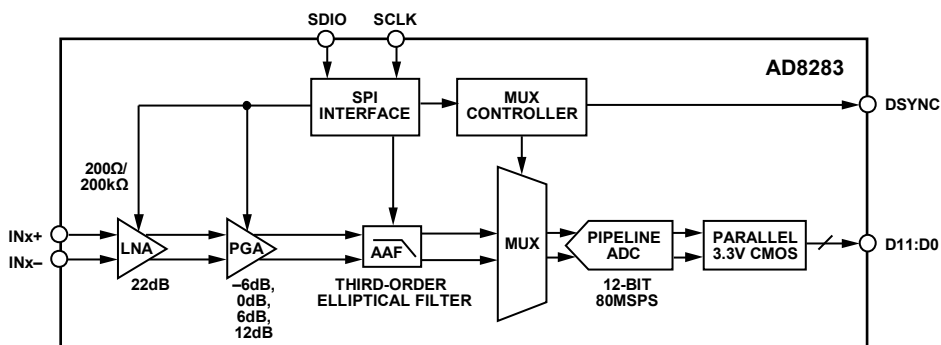 SDIO
SCLK
AD8283
SPI
INTERFACE
MUX
CONTROLLER
DSYNC
200Ω/
200kΩ
INx+
INx–
LNA
PGA
AAF
MUX
PIPELINE
ADC
PARALLEL
3.3V CMOS
D11:D0
22dB
–6dB,
0dB,
6dB,
12dB
THIRD-ORDER
ELLIPTICAL FILTER
12-BIT
80MSPS